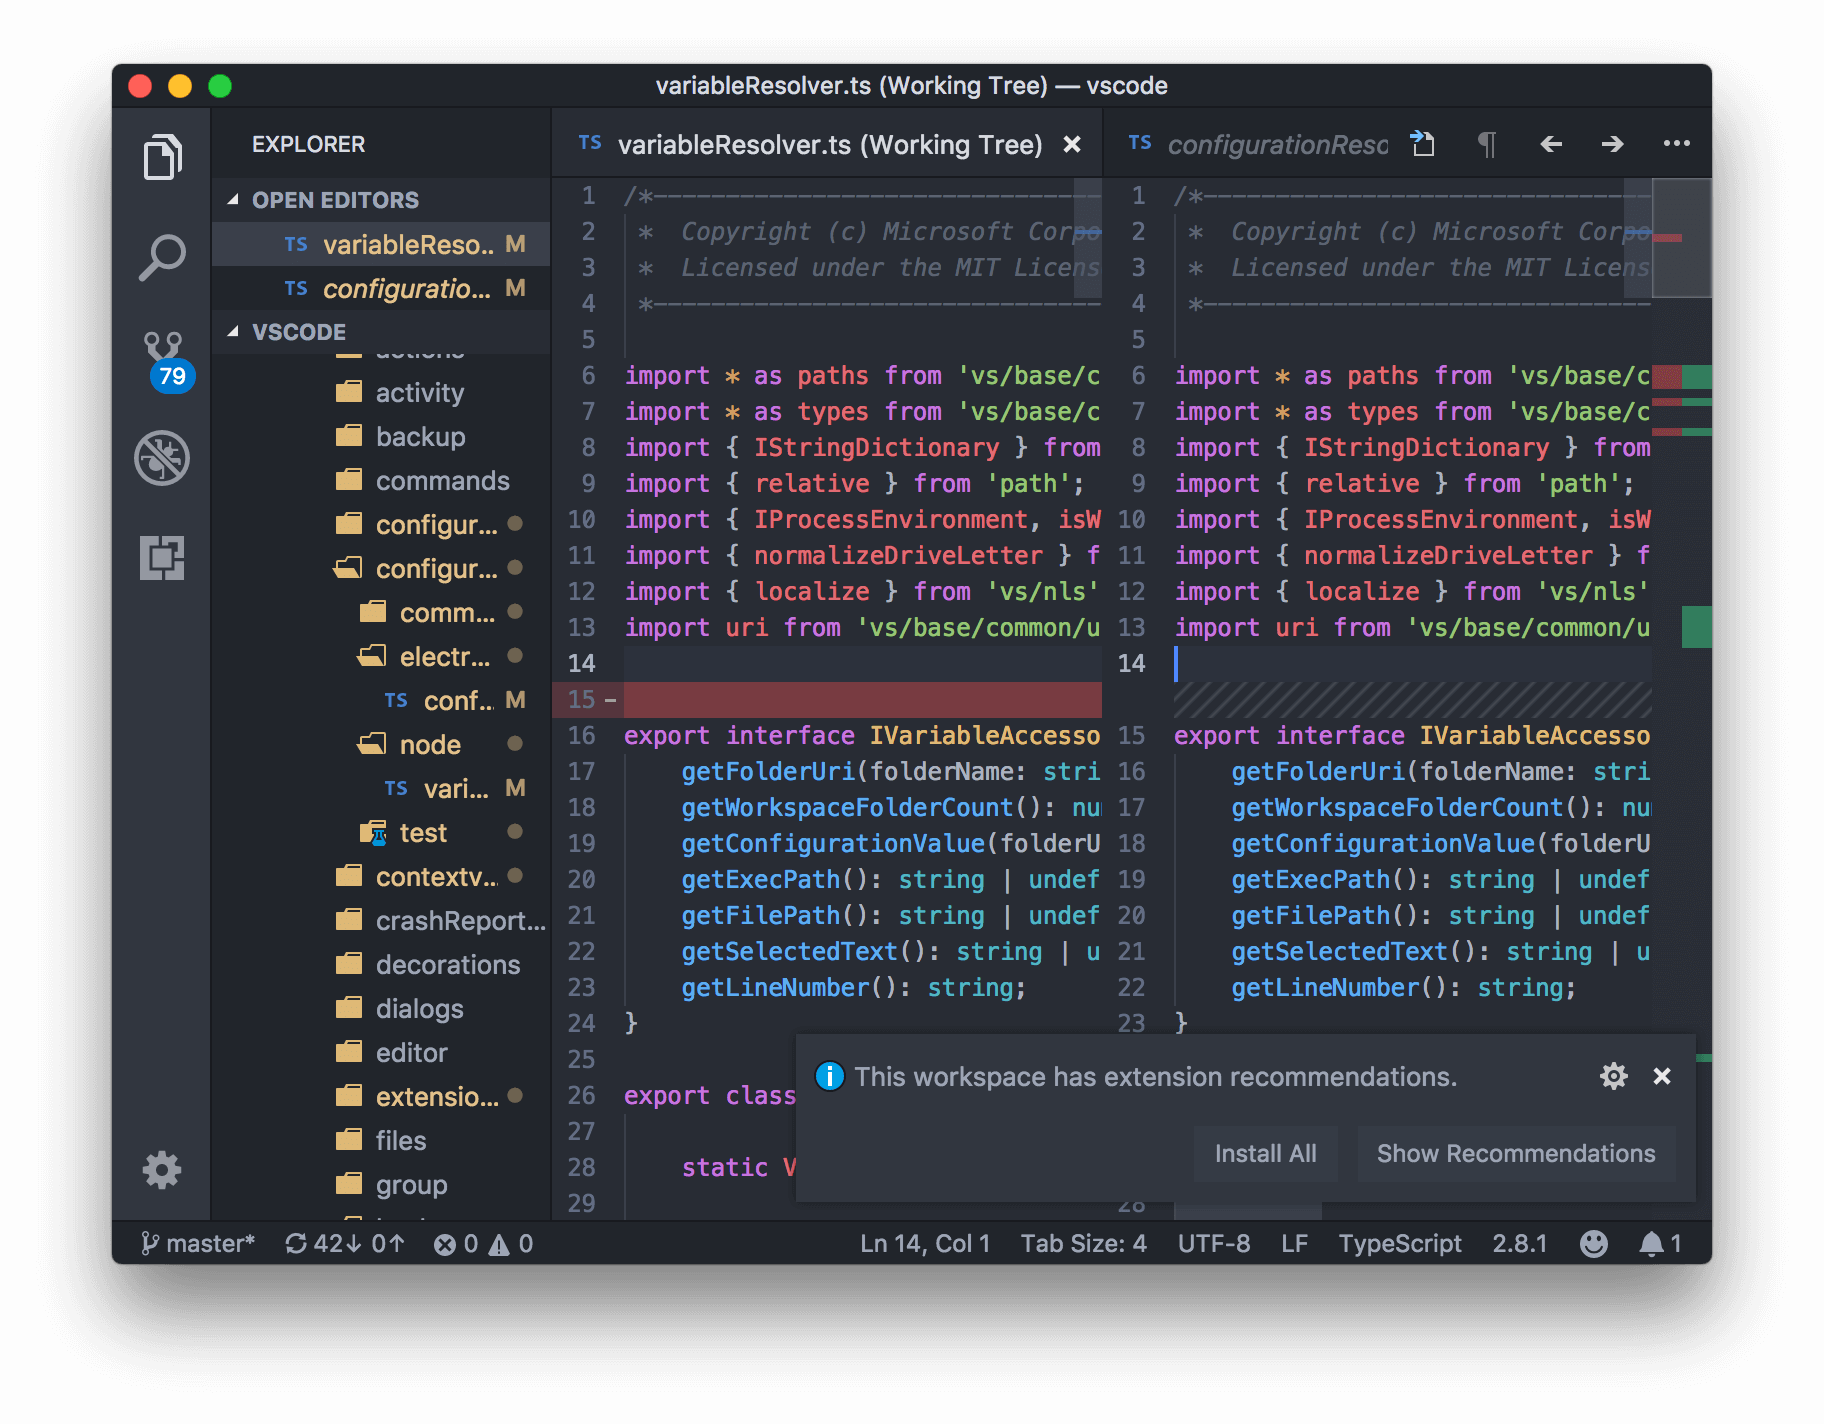 variableResolver.ts (Working Tree) — vscode
EXPLORER
OPEN EDITORS
TS variableReso.. M
TS configuratio... M
VSCODE
activity
backup
commands
configur...
configur...
comm...
electr...
TS conf... M
node
TS vari... M
test
contextv...
crashReport...
decorations
dialogs
editor
extensio...
files
group
79
TS variableResolver.ts (Working Tree) ×
1 /*---------------------------------
2 * Copyright (c) Microsoft Corpo
3 * Licensed under the MIT Licens
4 *---------------------------------
5
6 import * as paths from 'vs/base/c
7 import * as types from 'vs/base/c
8 import { IStringDictionary } from
9 import { relative } from 'path';
10 import { IProcessEnvironment, isW
11 import { normalizeDriveLetter } f
12 import { localize } from 'vs/nls'
13 import uri from 'vs/base/common/u
14
15 -
16 export interface IVariableAccesso
17 getFolderUri(folderName: stri
18 getWorkspaceFolderCount(): nu
19 getConfigurationValue(folderU
20 getExecPath(): string | undef
21 getFilePath(): string | undef
22 getSelectedText(): string | u
23 getLineNumber(): string;
24 }
25
26 export class
27
28 static V
29
TS configurationReso
1 /*---------------------------------
2 * Copyright (c) Microsoft Corpo
3 * Licensed under the MIT Licens
4 *---------------------------------
5
6 import * as paths from 'vs/base/c
7 import * as types from 'vs/base/c
8 import { IStringDictionary } from
9 import { relative } from 'path';
10 import { IProcessEnvironment, isW
11 import { normalizeDriveLetter } f
12 import { localize } from 'vs/nls'
13 import uri from 'vs/base/common/u
14
15 export interface IVariableAccesso
16 getFolderUri(folderName: stri
17 getWorkspaceFolderCount(): nu
18 getConfigurationValue(folderU
19 getExecPath(): string | undef
20 getFilePath(): string | undef
21 getSelectedText(): string | u
22 getLineNumber(): string;
23 }
28
This workspace has extension recommendations.
Install All Show Recommendations
master* 42↓ 0↑ 0 0 Ln 14, Col 1 Tab Size: 4 UTF-8 LF TypeScript 2.8.1 1